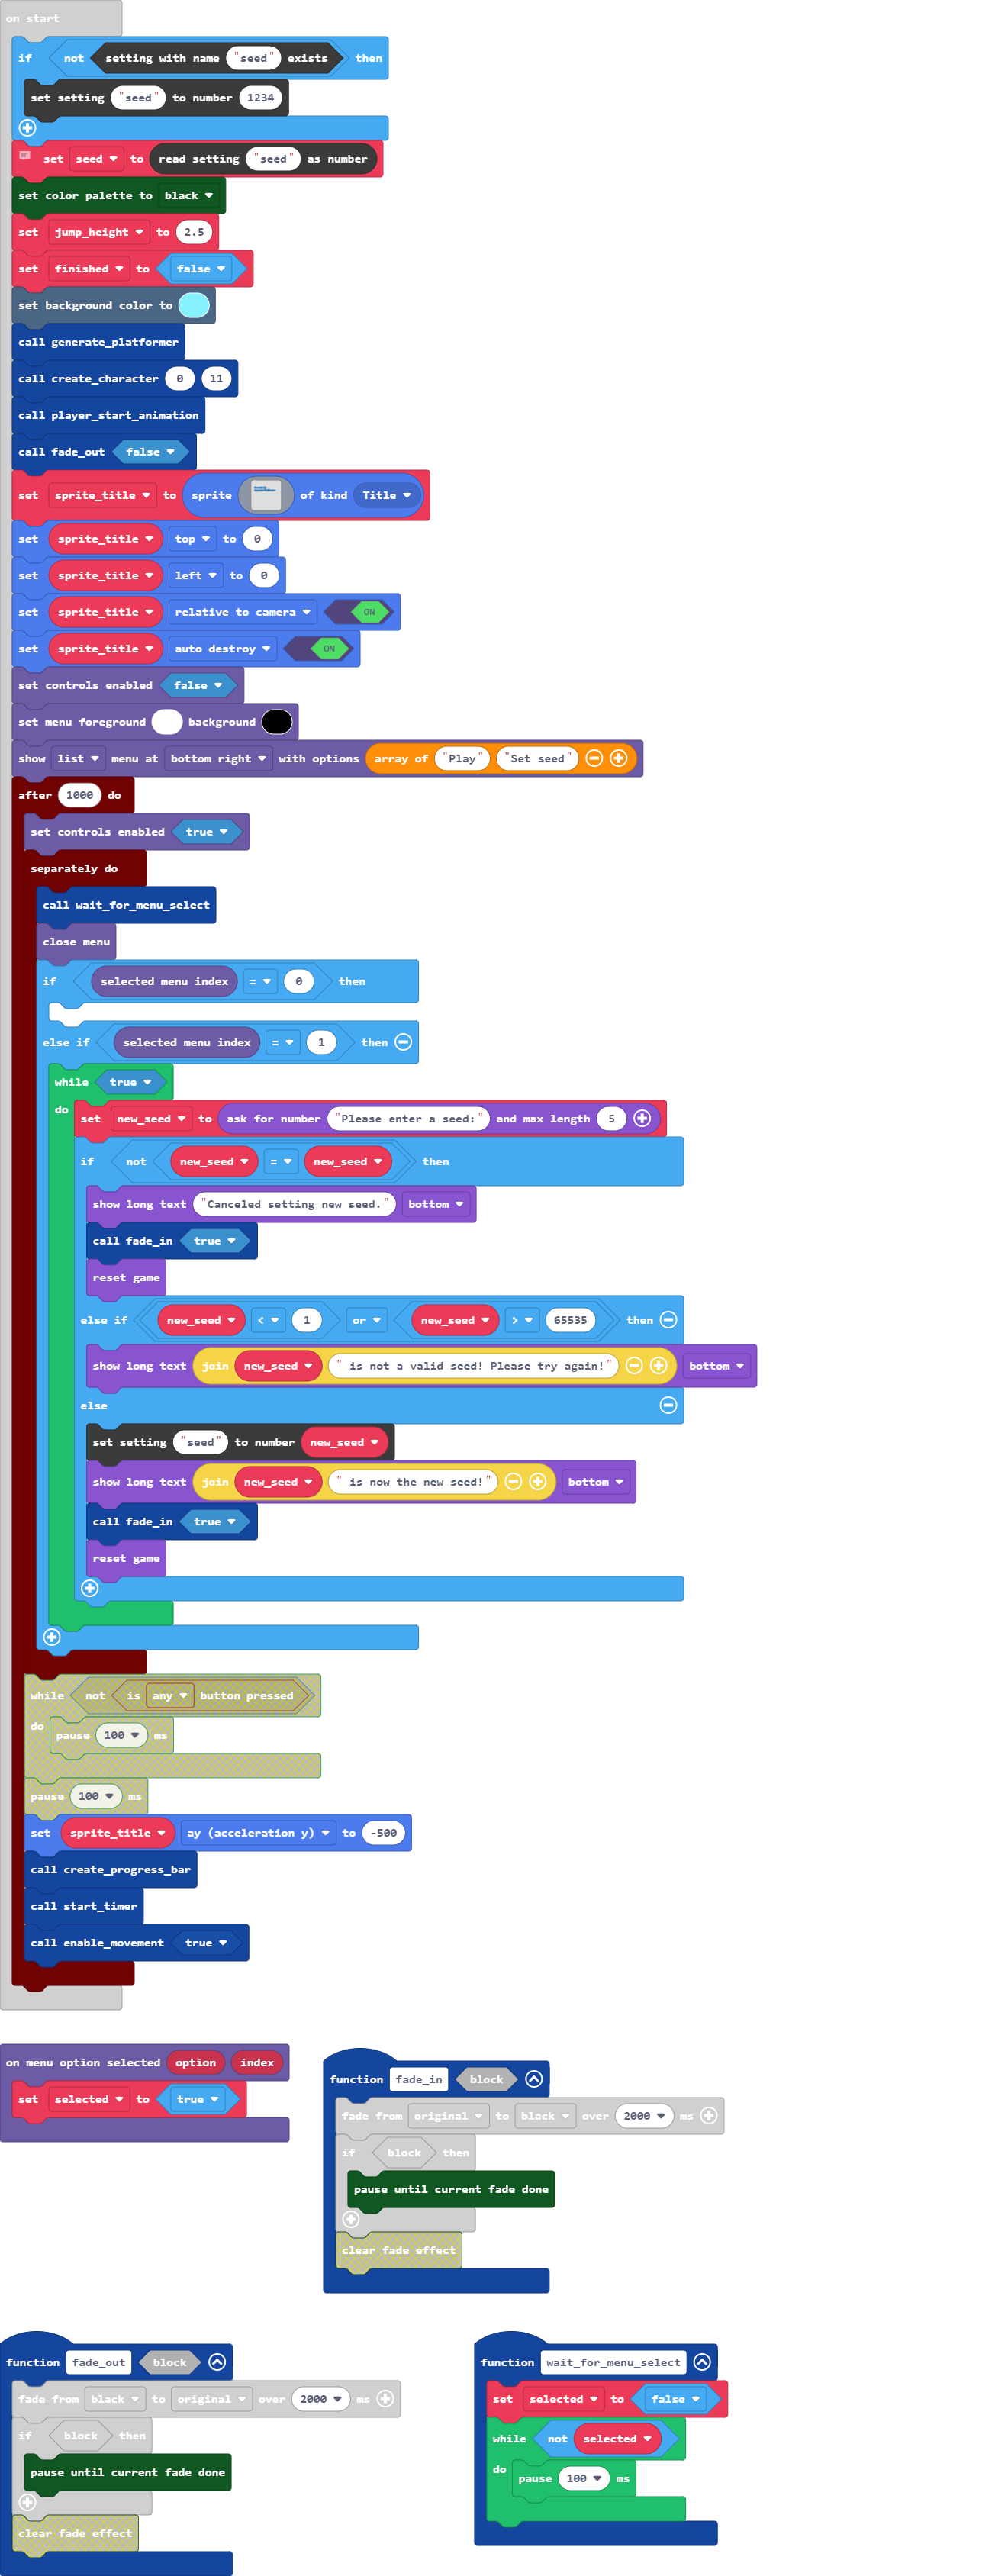 on start
if not setting with name "seed" exists then
set setting "seed" to number 1234
set seed to read setting "seed" as number
set color palette to black
set jump_height to 2.5
set finished to false
set background color to
call generate_platformer
call create_character 0 11
call player_start_animation
call fade_out false
set sprite_title to sprite of kind Title
set sprite_title top to 0
set sprite_title left to 0
set sprite_title relative to camera ON
set sprite_title auto destroy ON
set controls enabled false
set menu foreground background
show list menu at bottom right with options array of "Play" "Set seed"
after 1000 do
set controls enabled true
separately do
call wait_for_menu_select
close menu
if selected menu index = 0 then
else if selected menu index = 1 then
while true
do
set new_seed to ask for number "Please enter a seed:" and max length 5
if not new_seed = new_seed then
show long text "Canceled setting new seed." bottom
call fade_in true
reset game
else if new_seed < 1 or new_seed > 65535 then
show long text join new_seed " is not a valid seed! Please try again!" bottom
else
set setting "seed" to number new_seed
show long text join new_seed " is now the new seed!" bottom
call fade_in true
reset game
while not is any button pressed
do
pause 100 ms
pause 100 ms
set sprite_title ay (acceleration y) to -500
call create_progress_bar
call start_timer
call enable_movement true
on menu option selected option index
set selected to true
function fade_in block
fade from original to black over 2000 ms
if block then
pause until current fade done
clear fade effect
function fade_out block
fade from black to original over 2000 ms
if block then
pause until current fade done
clear fade effect
function wait_for_menu_select
set selected to false
while not selected
do
pause 100 ms